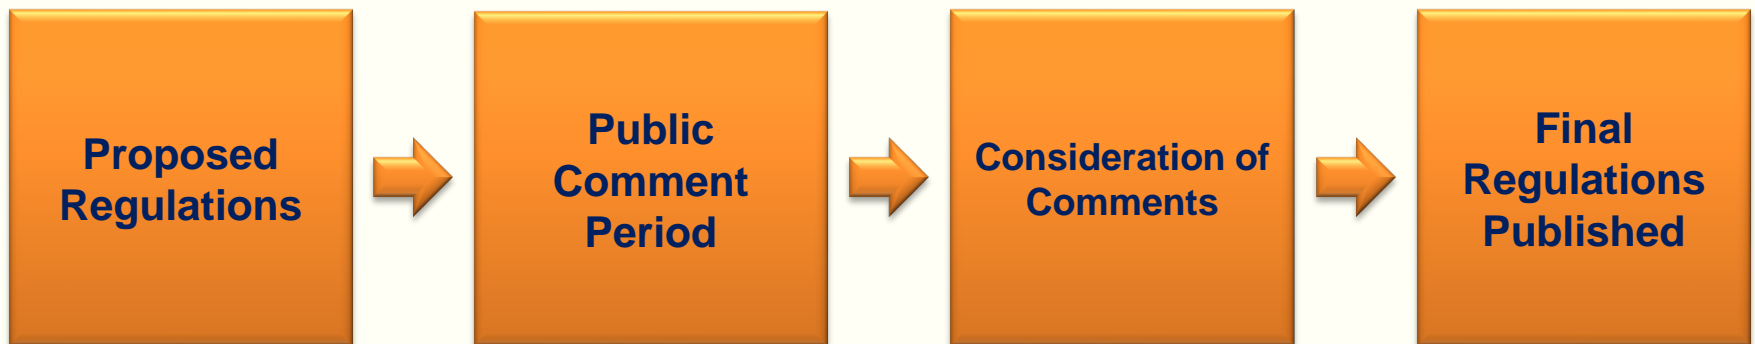 Proposed
Regulations
Public
Comment
Period
Consideration of
Comments
Final
Regulations
Published